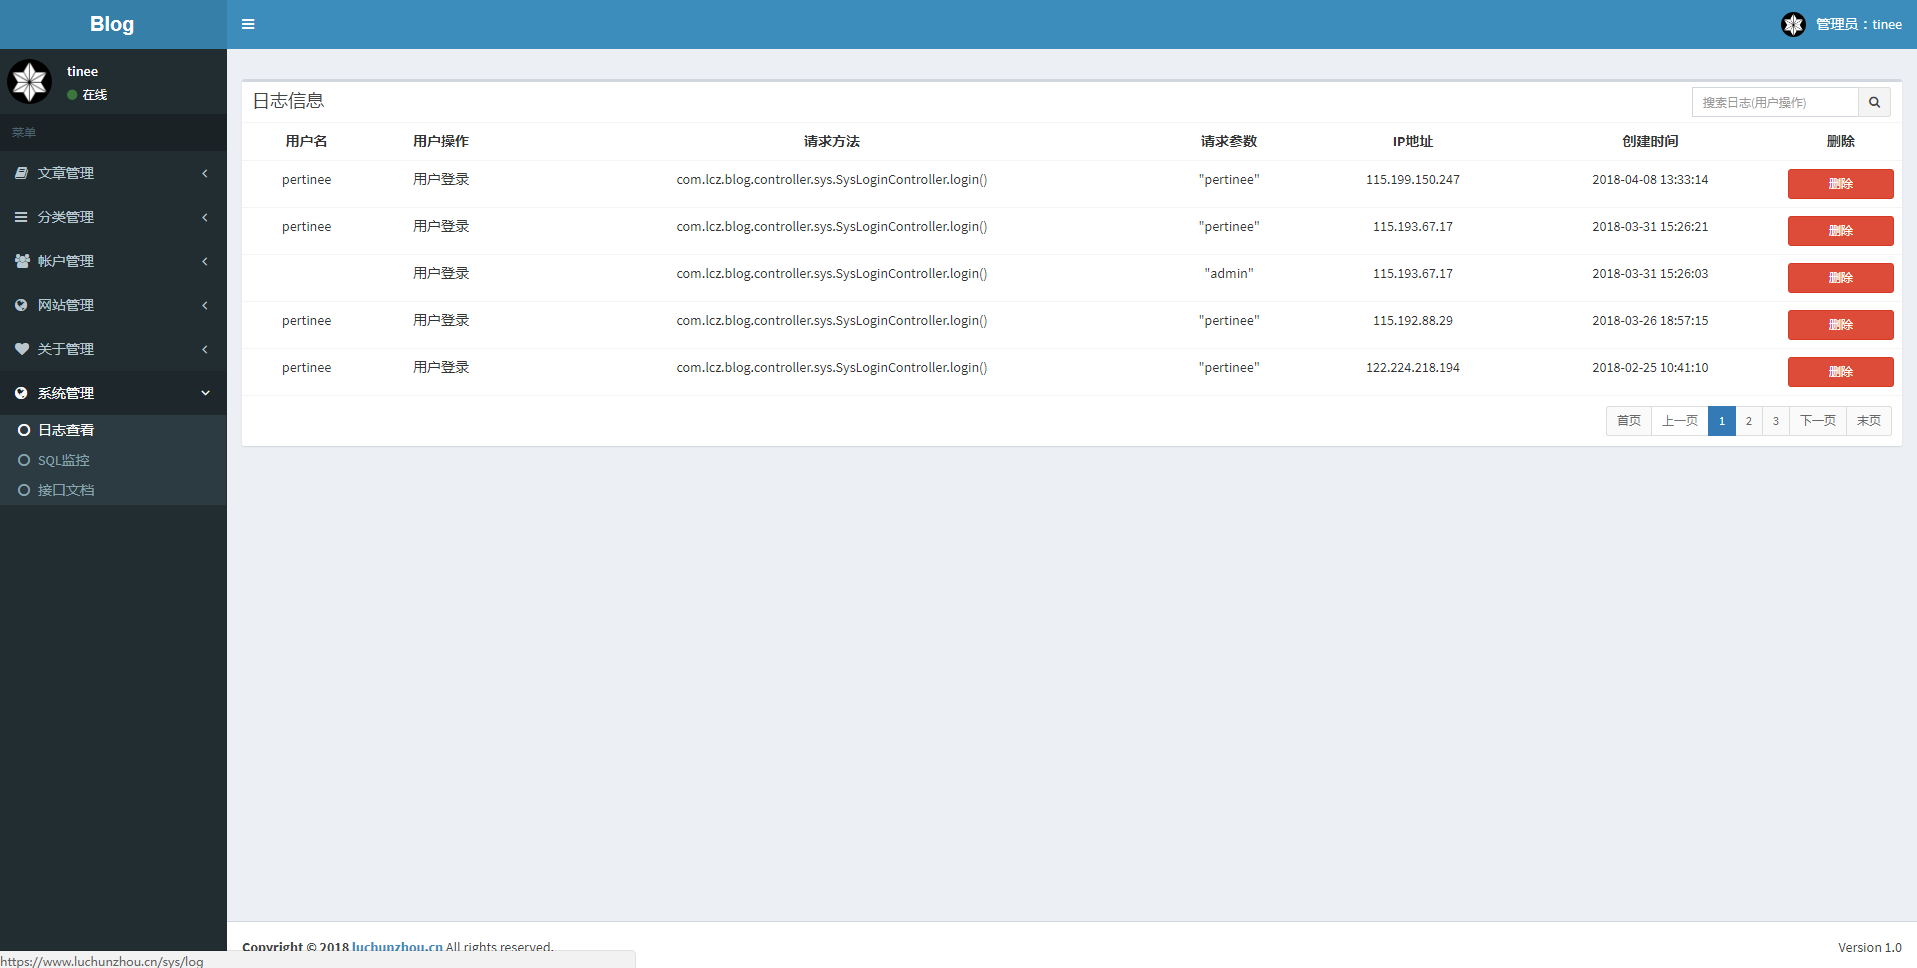 Blog
管理员：tinee
tinee
在线
菜单
文章管理
分类管理
帐户管理
网站管理
关于管理
系统管理
日志查看
SQL监控
接口文档
日志信息
搜索日志(用户操作)
用户名 用户操作 请求方法 请求参数 IP地址 创建时间 删除
pertinee 用户登录 com.lcz.blog.controller.sys.SysLoginController.login() "pertinee" 115.199.150.247 2018-04-08 13:33:14 删除
pertinee 用户登录 com.lcz.blog.controller.sys.SysLoginController.login() "pertinee" 115.193.67.17 2018-03-31 15:26:21 删除
用户登录 com.lcz.blog.controller.sys.SysLoginController.login() "admin" 115.193.67.17 2018-03-31 15:26:03 删除
pertinee 用户登录 com.lcz.blog.controller.sys.SysLoginController.login() "pertinee" 115.192.88.29 2018-03-26 18:57:15 删除
pertinee 用户登录 com.lcz.blog.controller.sys.SysLoginController.login() "pertinee" 122.224.218.194 2018-02-25 10:41:10 删除
首页 上一页 1 2 3 下一页 末页
Copyright © 2018 luchunzhou.cn All rights reserved. Version 1.0
https://www.luchunzhou.cn/sys/log